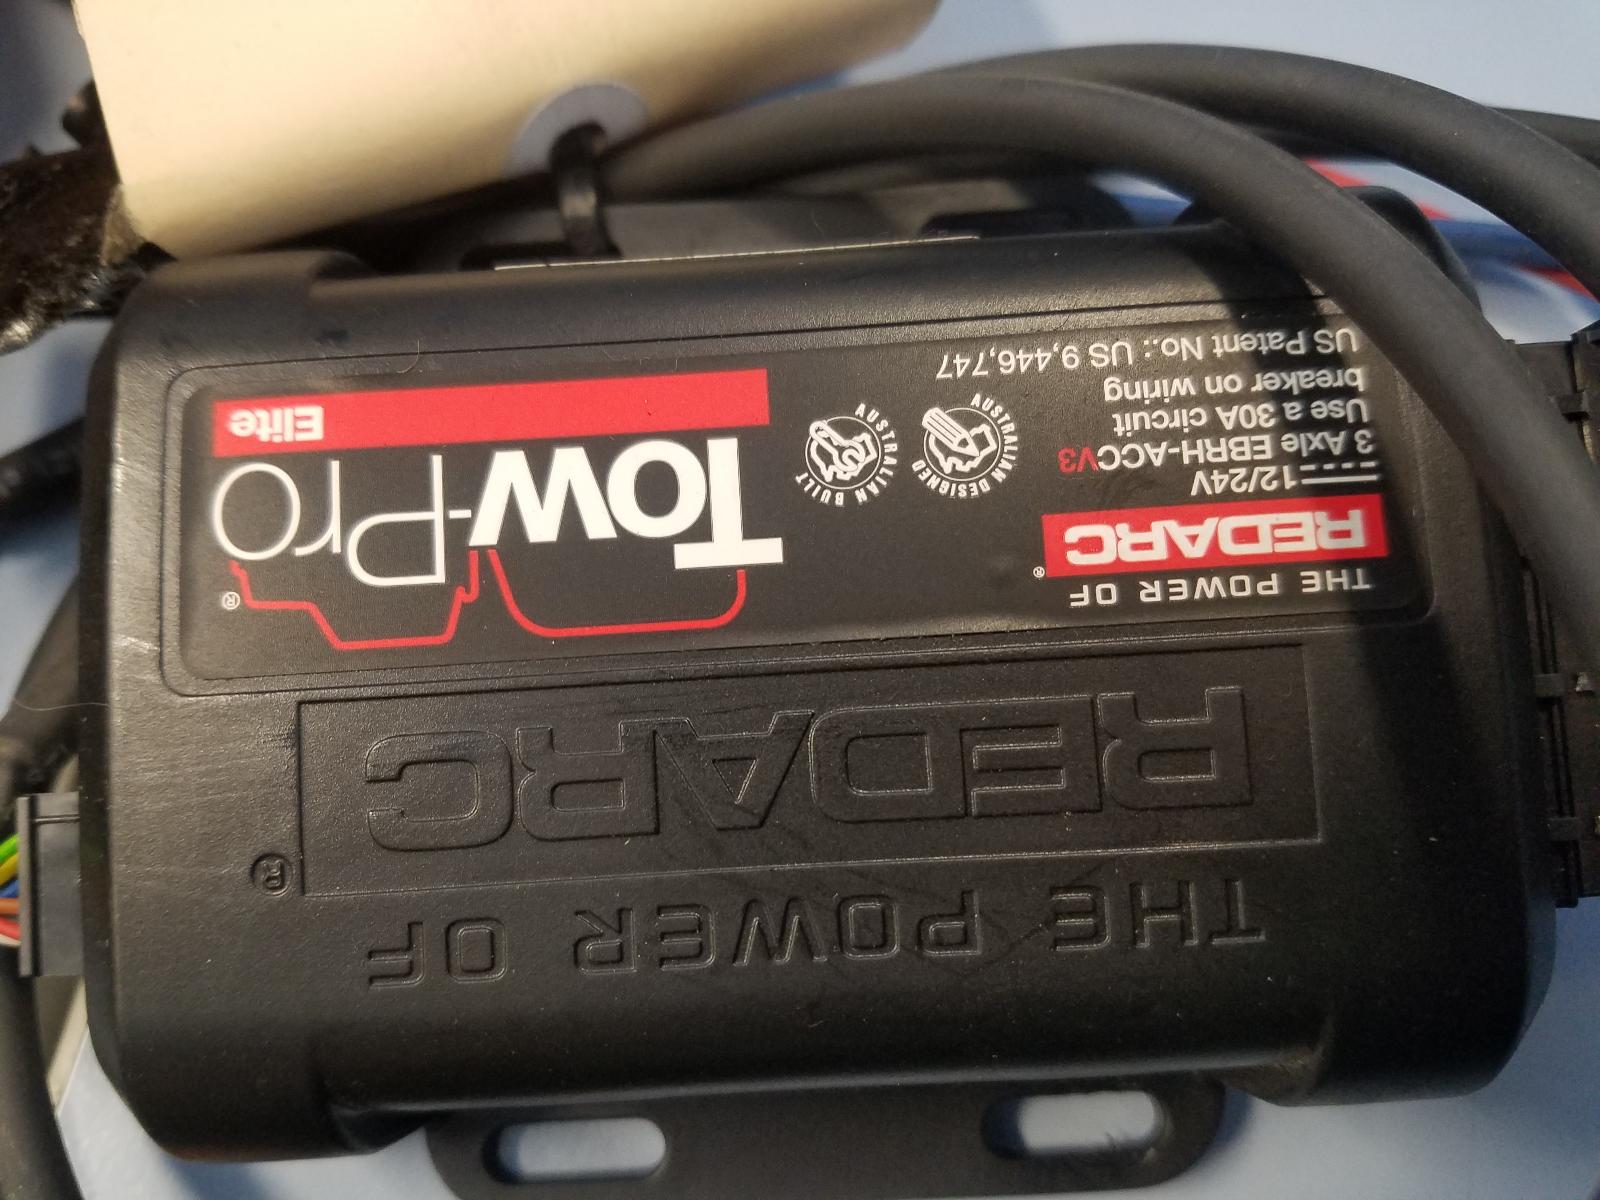 THE POWER OF
REDARC®
THE POWER OF
REDARC®
12/24V
3 Axle EBRH-ACCV3
Use a 30A circuit
breaker on wiring
US Patent No.: US 9,446,747
AUSTRALIAN DESIGNED
AUSTRALIAN BUILT
®
Tow-Pro
Elite